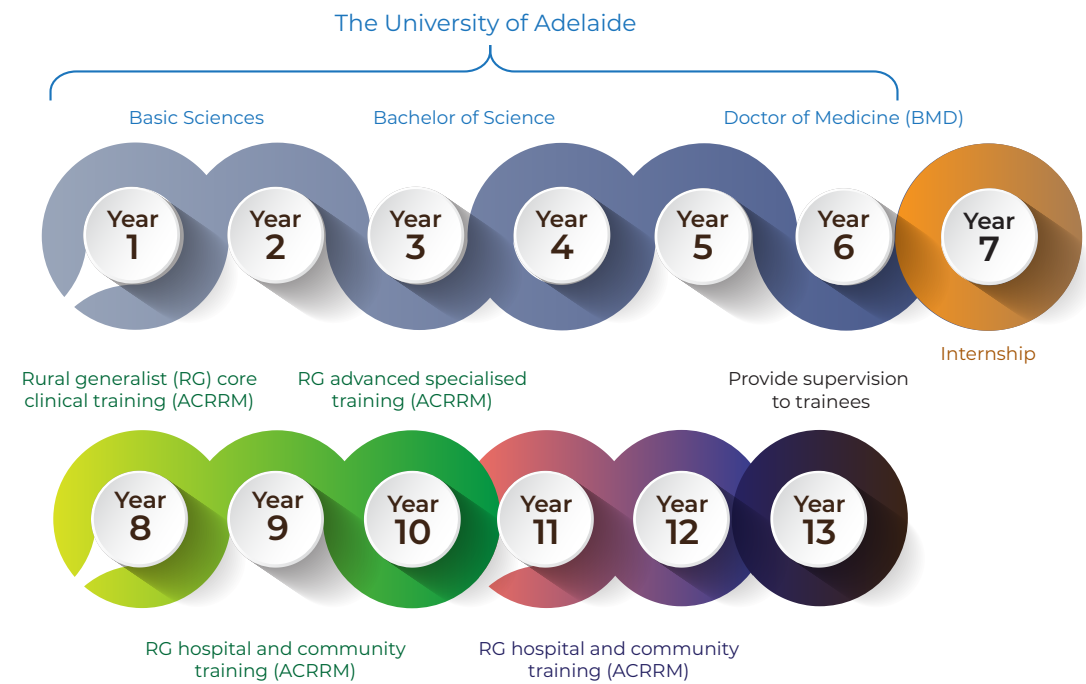 The University of Adelaide
Basic Sciences
Bachelor of Science
Doctor of Medicine (BMD)
Year
1
Year
2
Year
3
Year
4
Year
5
Year
6
Year
7
Internship
Rural generalist (RG) core
clinical training (ACRRM)
RG advanced specialised
training (ACRRM)
Provide supervision
to trainees
Year
8
Year
9
Year
10
Year
11
Year
12
Year
13
RG hospital and community
training (ACRRM)
RG hospital and community
training (ACRRM)